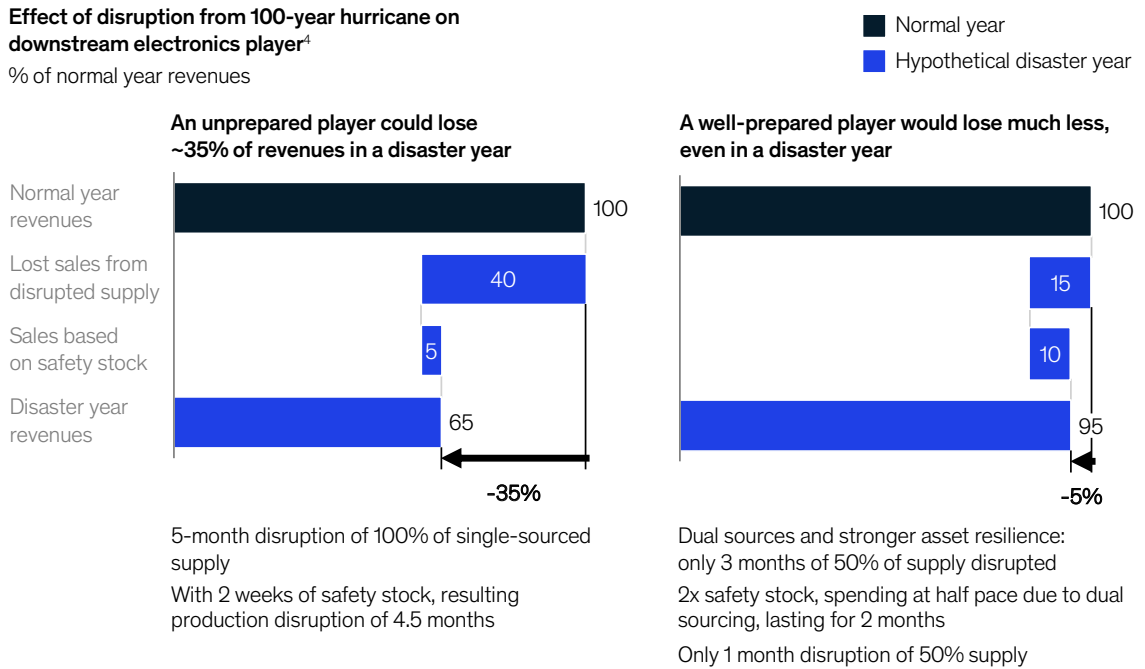 Effect of disruption from 100-year hurricane on
downstream electronics player⁴
% of normal year revenues
Normal year
Hypothetical disaster year
An unprepared player could lose
~35% of revenues in a disaster year
A well-prepared player would lose much less,
even in a disaster year
Normal year
revenues
100
100
Lost sales from
disrupted supply
40
15
Sales based
on safety stock
5
10
Disaster year
revenues
65
95
-35%
-5%
5-month disruption of 100% of single-sourced
supply
With 2 weeks of safety stock, resulting
production disruption of 4.5 months
Dual sources and stronger asset resilience:
only 3 months of 50% of supply disrupted
2x safety stock, spending at half pace due to dual
sourcing, lasting for 2 months
Only 1 month disruption of 50% supply